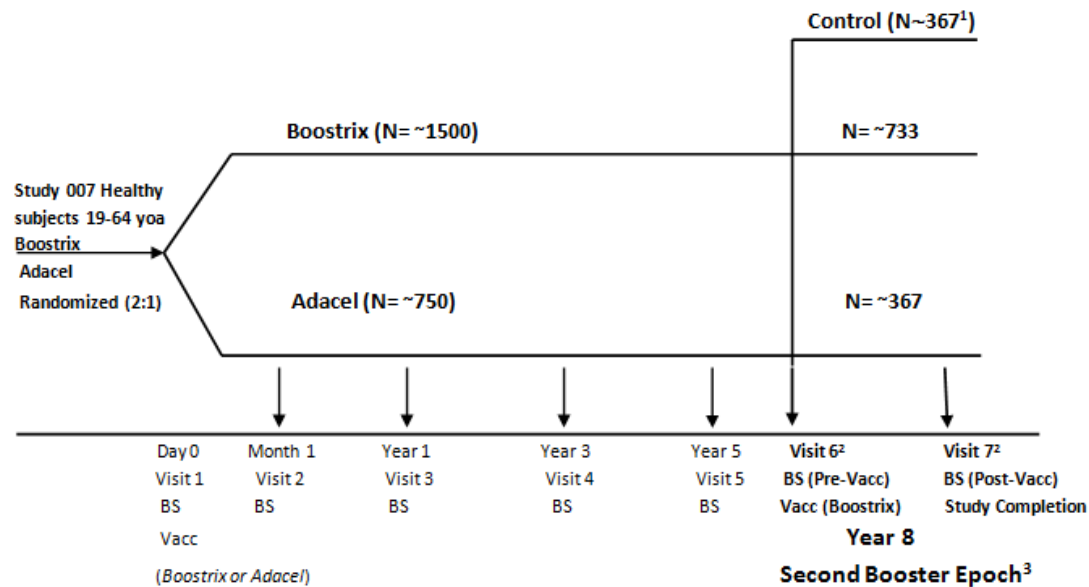 Control (N~367¹)
Boostrix (N= ~1500)
N= ~733
Study 007 Healthy
subjects 19-64 yoa
Boostrix
Adacel
Randomized (2:1)
Adacel (N= ~750)
N= ~367
Day 0
Visit 1
BS
Vacc
(Boostrix or Adacel)
Month 1
Visit 2
BS
Year 1
Visit 3
BS
Year 3
Visit 4
BS
Year 5
Visit 5
BS
Visit 6²
BS (Pre-Vacc)
Vacc (Boostrix)
Visit 7²
BS (Post-Vacc)
Study Completion
Year 8
Second Booster Epoch³